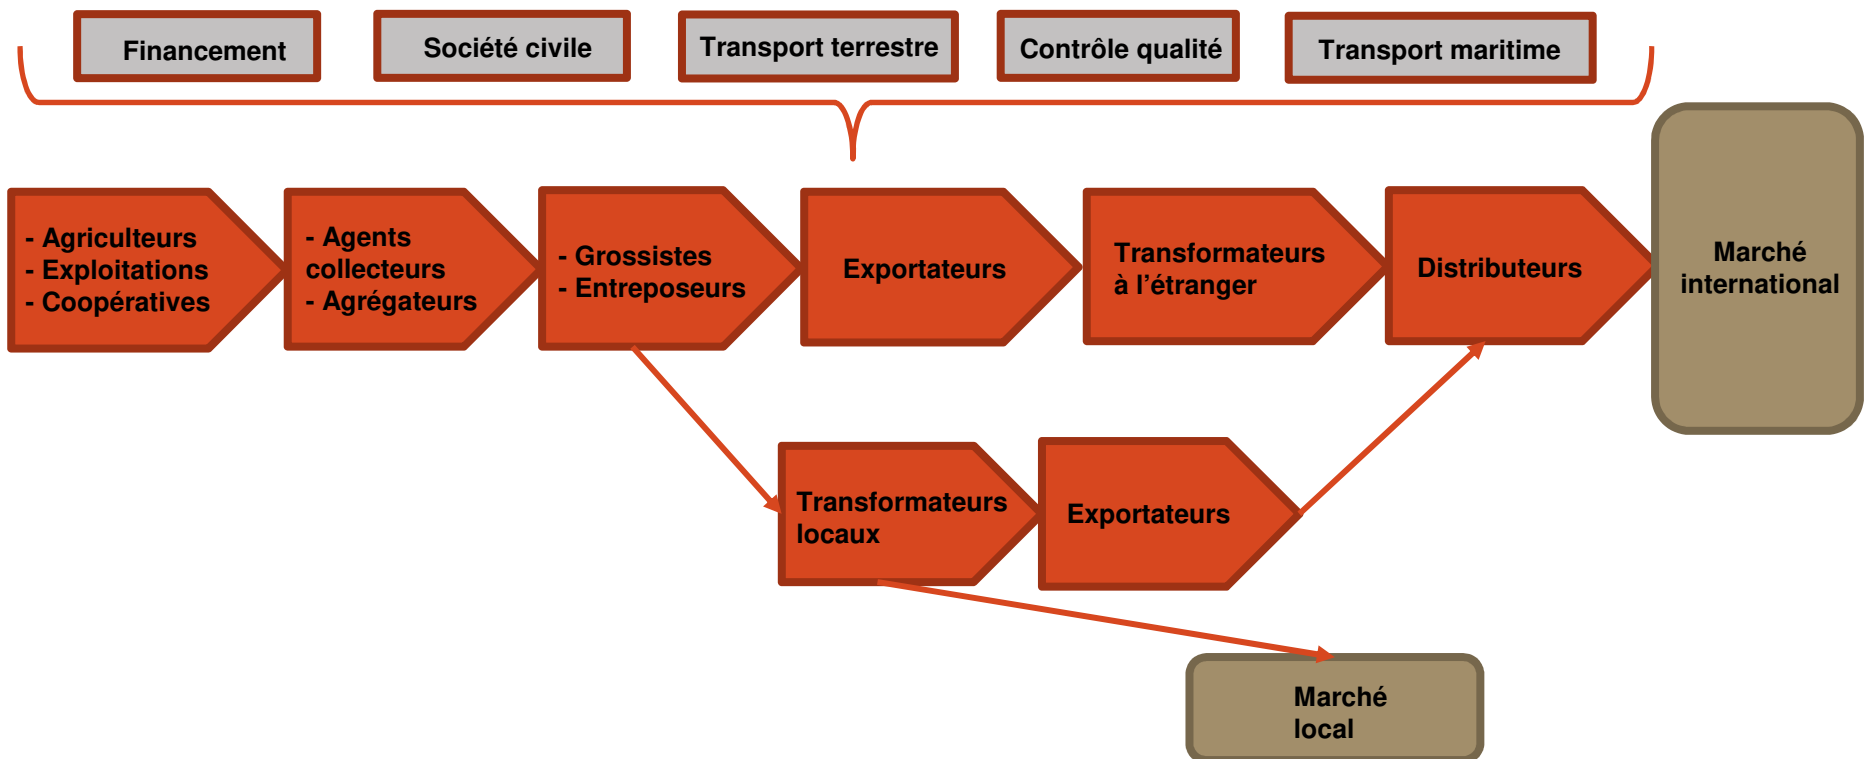 Financement
Société civile
Transport terrestre
Contrôle qualité
Transport maritime
- Agriculteurs
- Exploitations
- Coopératives
- Agents
collecteurs
- Agrégateurs
- Grossistes
- Entreposeurs
Exportateurs
Transformateurs
à l’étranger
Distributeurs
Marché
international
Transformateurs
locaux
Exportateurs
Marché
local